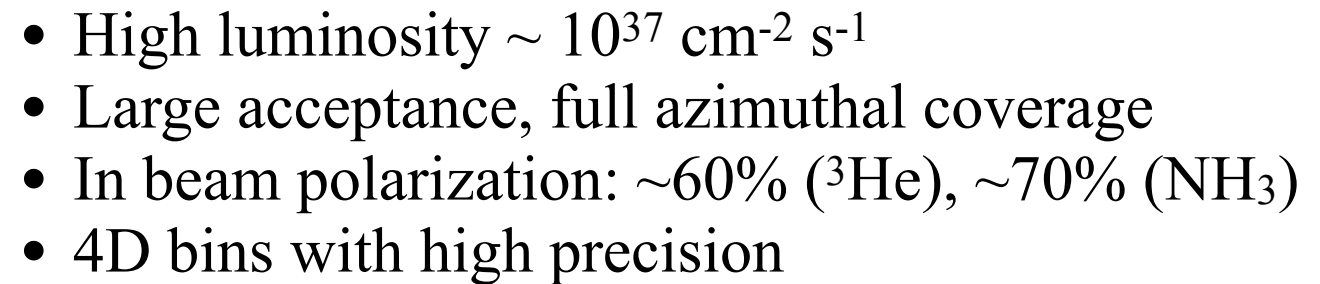 • High luminosity ~ 10³⁷ cm⁻² s⁻¹
• Large acceptance, full azimuthal coverage
• In beam polarization: ~60% (³He), ~70% (NH₃)
• 4D bins with high precision